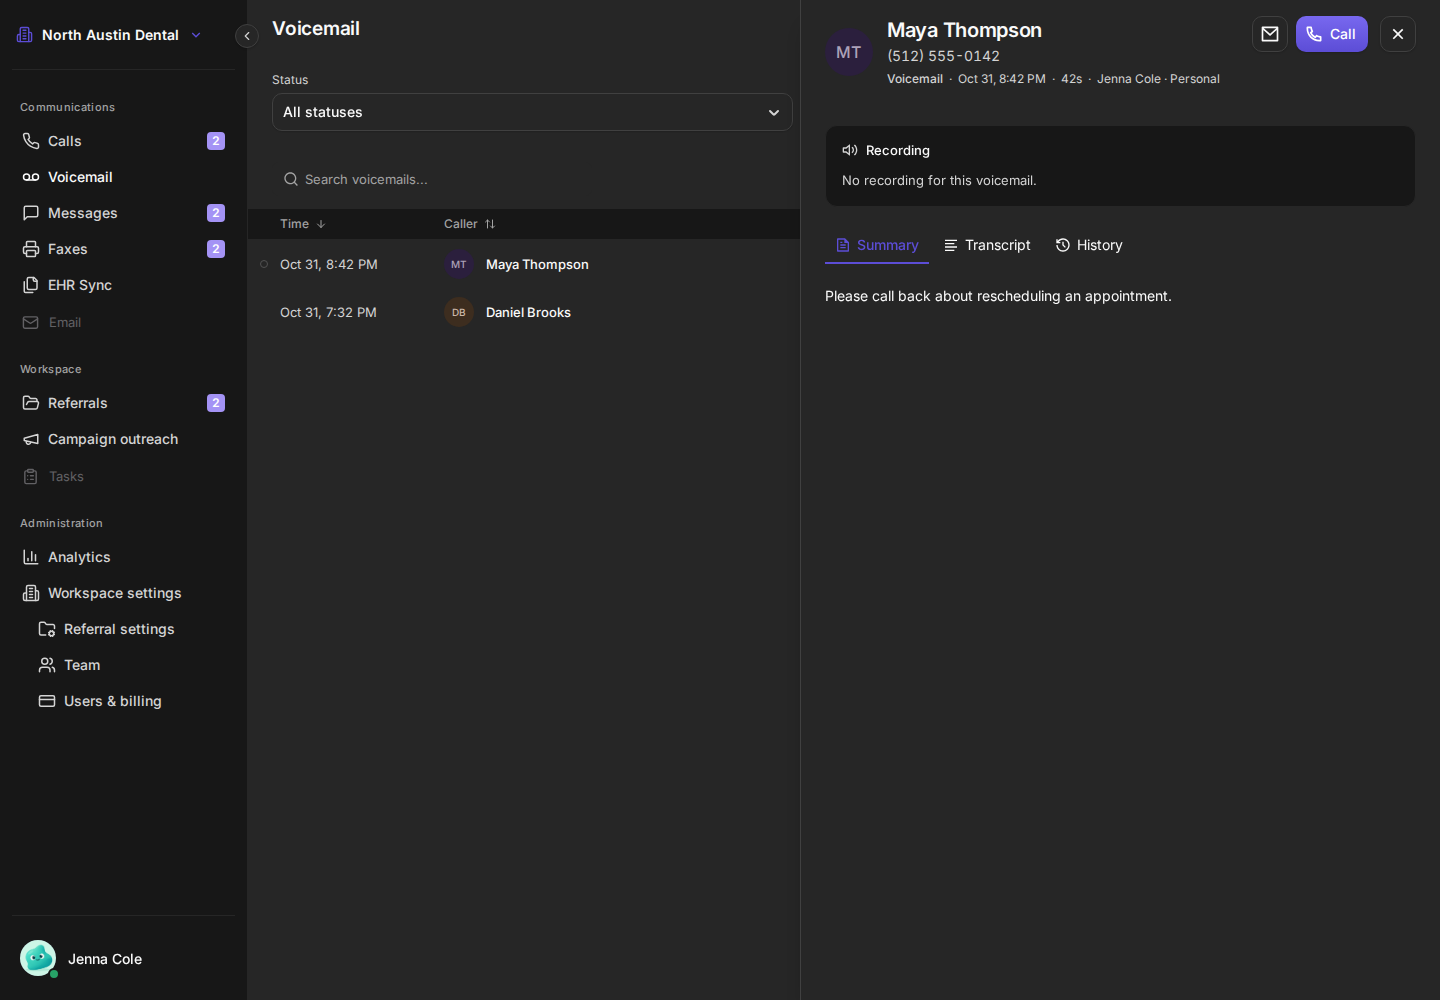 North Austin Dental
Communications
Calls 2
Voicemail
Messages 2
Faxes 2
EHR Sync
Email
Workspace
Referrals 2
Campaign outreach
Tasks
Administration
Analytics
Workspace settings
Referral settings
Team
Users & billing
Jenna Cole
Voicemail
Status
All statuses
Search voicemails...
Time Caller
Oct 31, 8:42 PM MT Maya Thompson
Oct 31, 7:32 PM DB Daniel Brooks
MT
Maya Thompson
(512) 555-0142
Voicemail · Oct 31, 8:42 PM · 42s · Jenna Cole · Personal
Call
Recording
No recording for this voicemail.
Summary Transcript History
Please call back about rescheduling an appointment.